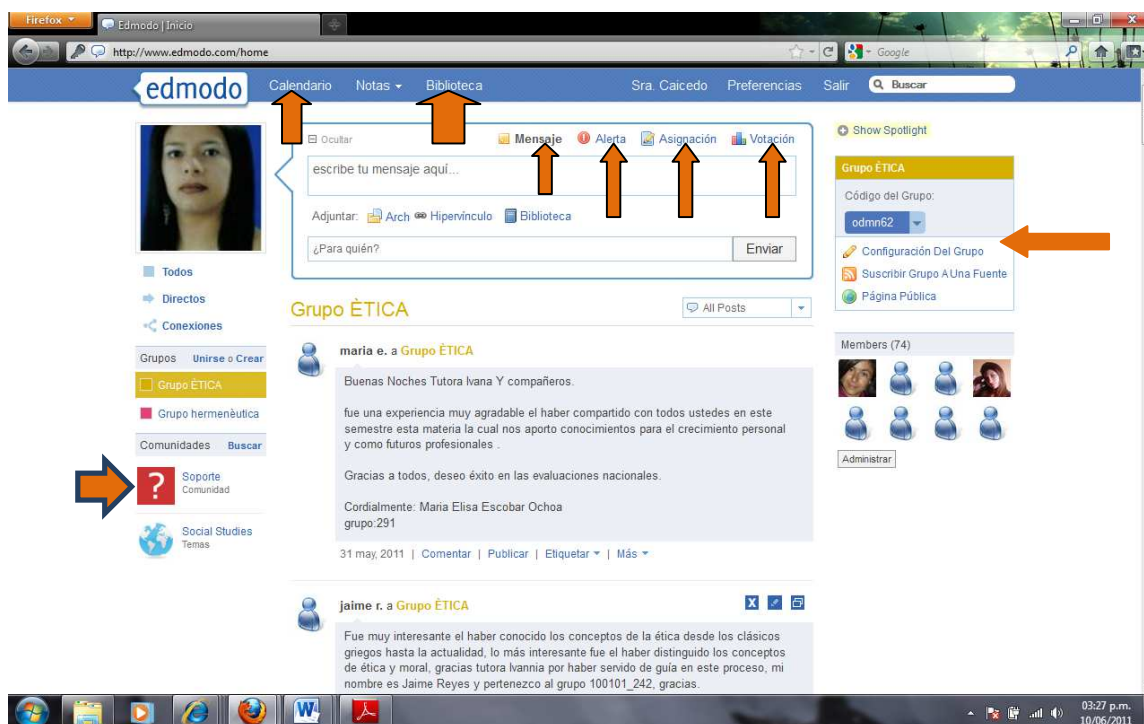 Firefox
Edmodo | Inicio
http://www.edmodo.com/home
Google
edmodo
Calendario Notas Biblioteca Sra. Caicedo Preferencias Salir Buscar
Ocultar Mensaje Alerta Asignación Votación
escribe tu mensaje aquí...
Adjuntar: Arch Hipervínculo Biblioteca
¿Para quién? Enviar
Todos
Directos
Conexiones
Grupos Unirse o Crear
Grupo ÈTICA
Grupo hermenèutica
Comunidades Buscar
? Soporte
Comunidad
Social Studies
Temas
Grupo ÈTICA All Posts
maria e. a Grupo ÈTICA
Buenas Noches Tutora Ivana Y compañeros.
fue una experiencia muy agradable el haber compartido con todos ustedes en este
semestre esta materia la cual nos aporto conocimientos para el crecimiento personal
y como futuros profesionales .
Gracias a todos, deseo éxito en las evaluaciones nacionales.
Cordialmente: Maria Elisa Escobar Ochoa
grupo:291
31 may, 2011 | Comentar | Publicar | Etiquetar | Más
jaime r. a Grupo ÈTICA
Fue muy interesante el haber conocido los conceptos de la ética desde los clásicos
griegos hasta la actualidad, lo más interesante fue el haber distinguido los conceptos
de ética y moral, gracias tutora Ivannia por haber servido de guía en este proceso, mi
nombre es Jaime Reyes y pertenezco al grupo 100101_242, gracias.
Show Spotlight
Grupo ÈTICA
Código del Grupo:
odmn62
Configuración Del Grupo
Suscribir Grupo A Una Fuente
Página Pública
Members (74)
Administrar
03:27 p.m.
10/06/2011